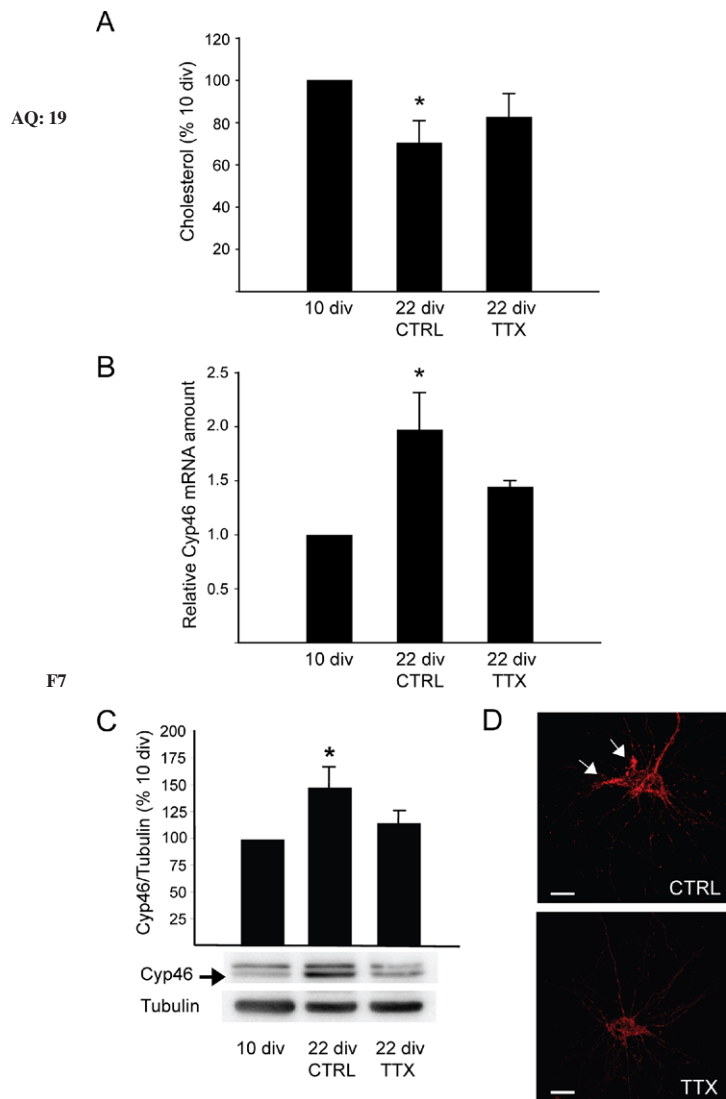 A
AQ: 19
Cholesterol (% 10 div)
120
100
80
60
40
20
*
10 div
22 div
CTRL
22 div
TTX
B
Relative Cyp46 mRNA amount
2.5
2.0
1.5
1.0
0.5
*
10 div
22 div
CTRL
22 div
TTX
F7
C
Cyp46/Tubulin (% 10 div)
200
175
150
125
100
75
50
25
*
Cyp46
Tubulin
10 div
22 div
CTRL
22 div
TTX
D
CTRL
TTX